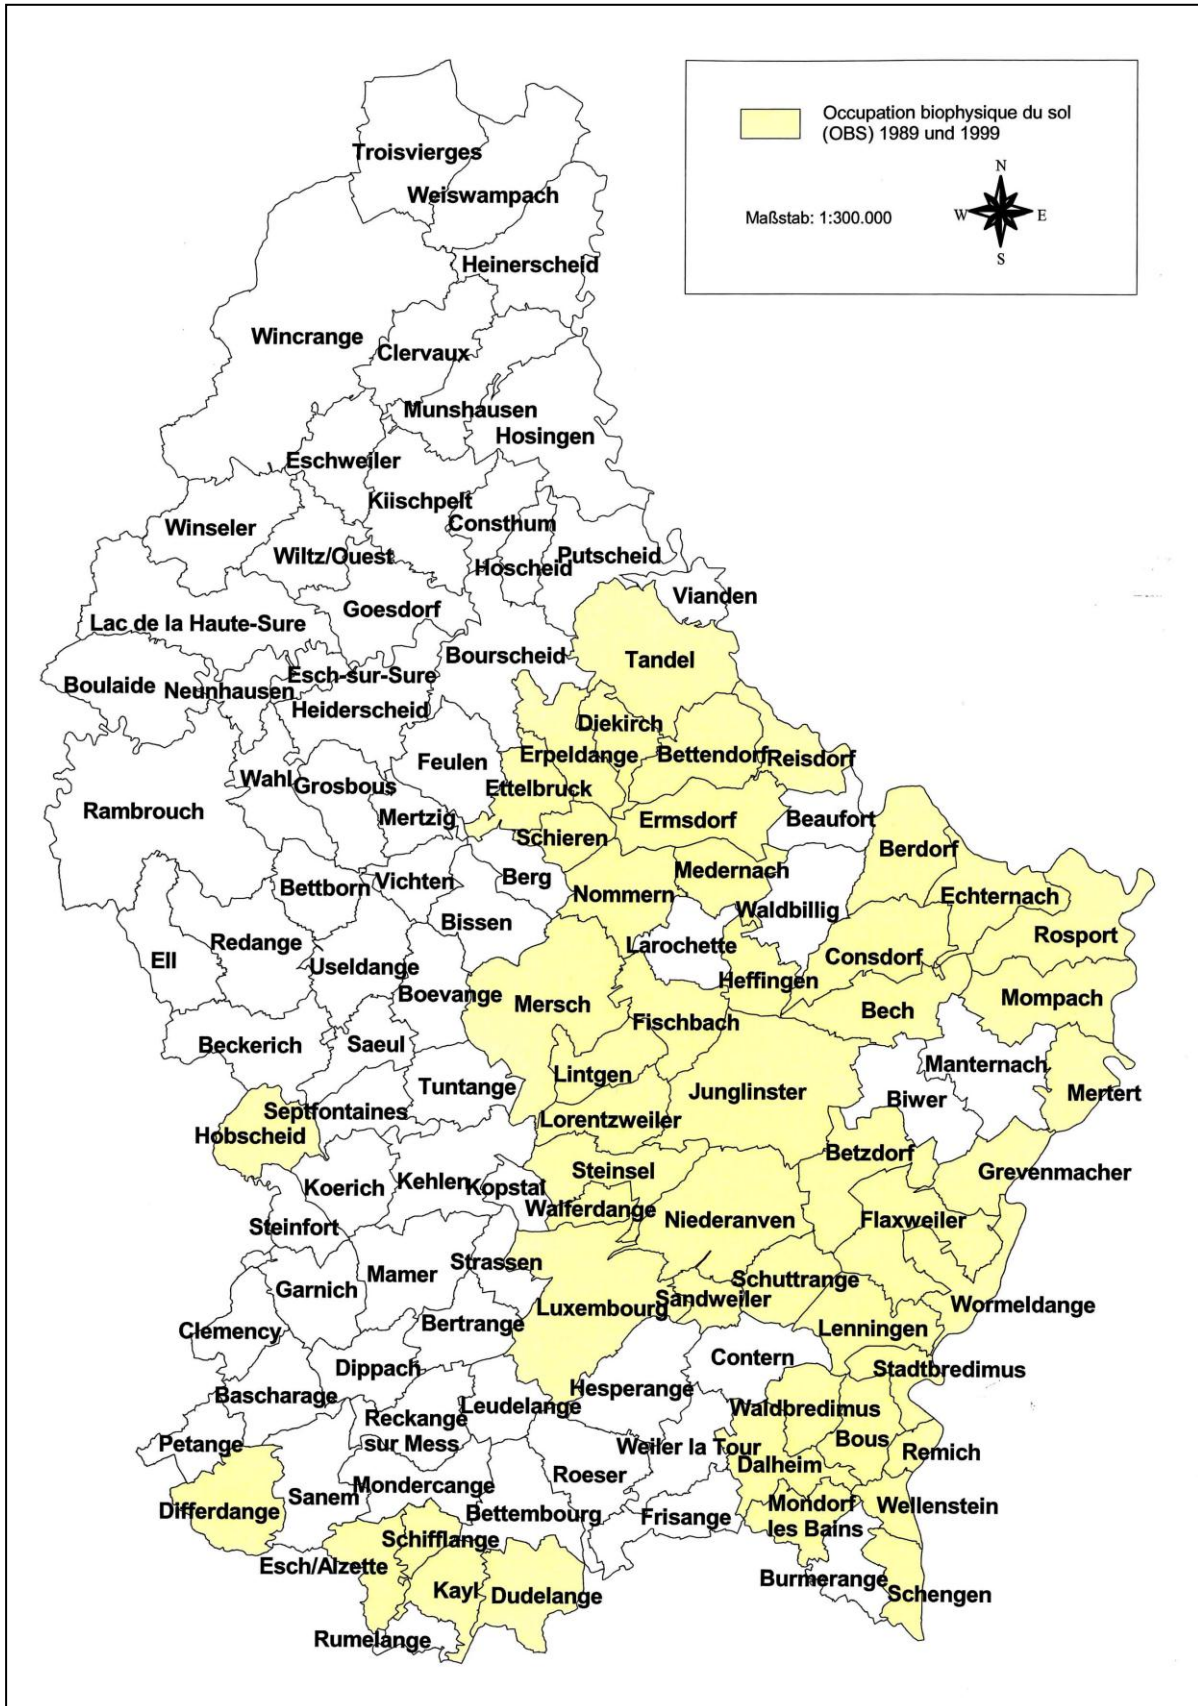 Occupation biophysique du sol
(OBS) 1989 und 1999
Maßstab: 1:300.000
N
W
E
S
Troisvierges
Weiswampach
Heinerscheid
Wincrange
Clervaux
Munshausen
Hosingen
Eschweiler
Kiischpelt
Winseler
Consthum
Wiltz/Ouest
Hoscheid
Putscheid
Vianden
Goesdorf
Lac de la Haute-Sure
Bourscheid
Tandel
Esch-sur-Sure
Boulaide
Neunhausen
Heiderscheid
Diekirch
Erpeldange
Bettendorf
Reisdorf
Feulen
Wahl
Grosbous
Ettelbruck
Rambrouch
Mertzig
Ermsdorf
Beaufort
Schieren
Berdorf
Medernach
Berg
Bettborn
Vichten
Nommern
Echternach
Waldbillig
Bissen
Rosport
Redange
Larochette
Ell
Useldange
Consdorf
Heffingen
Boevange
Mersch
Mompach
Bech
Fischbach
Beckerich
Saeul
Manternach
Lintgen
Tuntange
Junglinster
Mertert
Biwer
Septfontaines
Lorentzweiler
Hobscheid
Betzdorf
Steinsel
Grevenmacher
Kehlen
Koerich
Kopstal
Walferdange
Niederanven
Flaxweiler
Steinfort
Strassen
Mamer
Schuttrange
Garnich
Sandweiler
Luxembourg
Wormeldange
Bertrange
Clemency
Lenningen
Contern
Dippach
Stadtbredimus
Hesperange
Bascharage
Leudelange
Waldbredimus
Reckange
sur Mess
Petange
Weiler la Tour
Bous
Remich
Dalheim
Roeser
Mondercange
Sanem
Differdange
Bettembourg
Frisange
Mondorf
les Bains
Wellenstein
Schifflange
Esch/Alzette
Burmerange
Schengen
Kayl
Dudelange
Rumelange